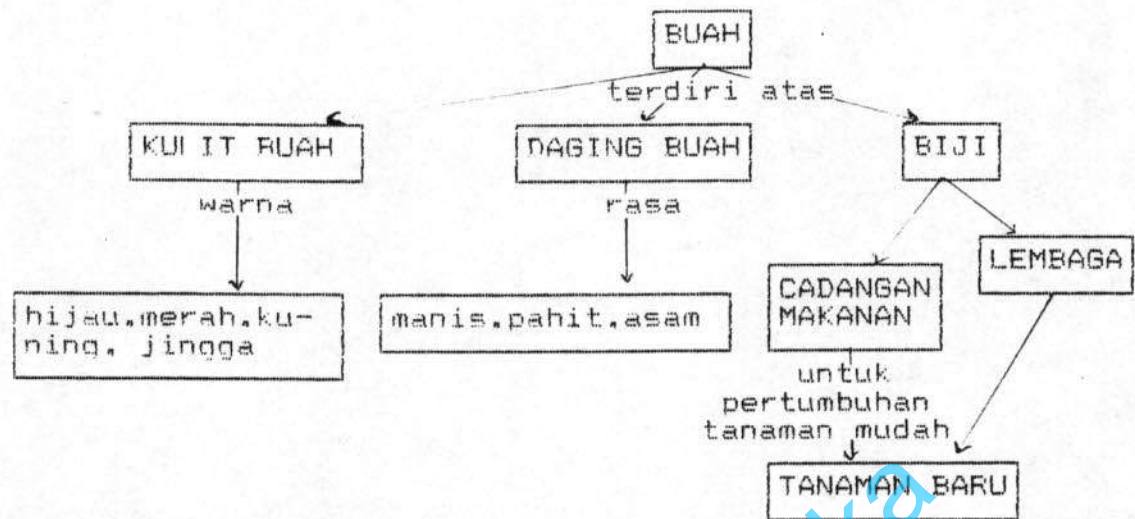 BUAH
terdiri atas
KULIT BUAH
DAGING BUAH
BIJI
warna
rasa
LEMBAGA
hijau,merah,ku-
ning, jingga
manis,pahit,asam
CADANGAN
MAKANAN
untuk
pertumbuhan
tanaman mudah
TANAMAN BARU
ka